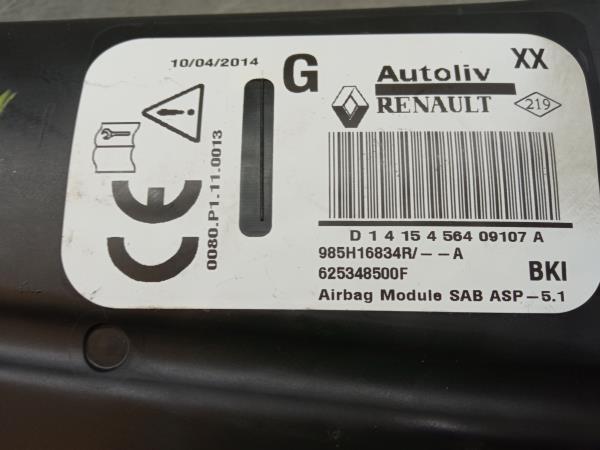 10/04/2014
G
Autoliv
XX
RENAULT
219
CE
0080.P1.11.0013
D 1 4 15 4 564 09107 A
985H16834R/--A
625348500F
BKI
Airbag Module SAB ASP-5.1